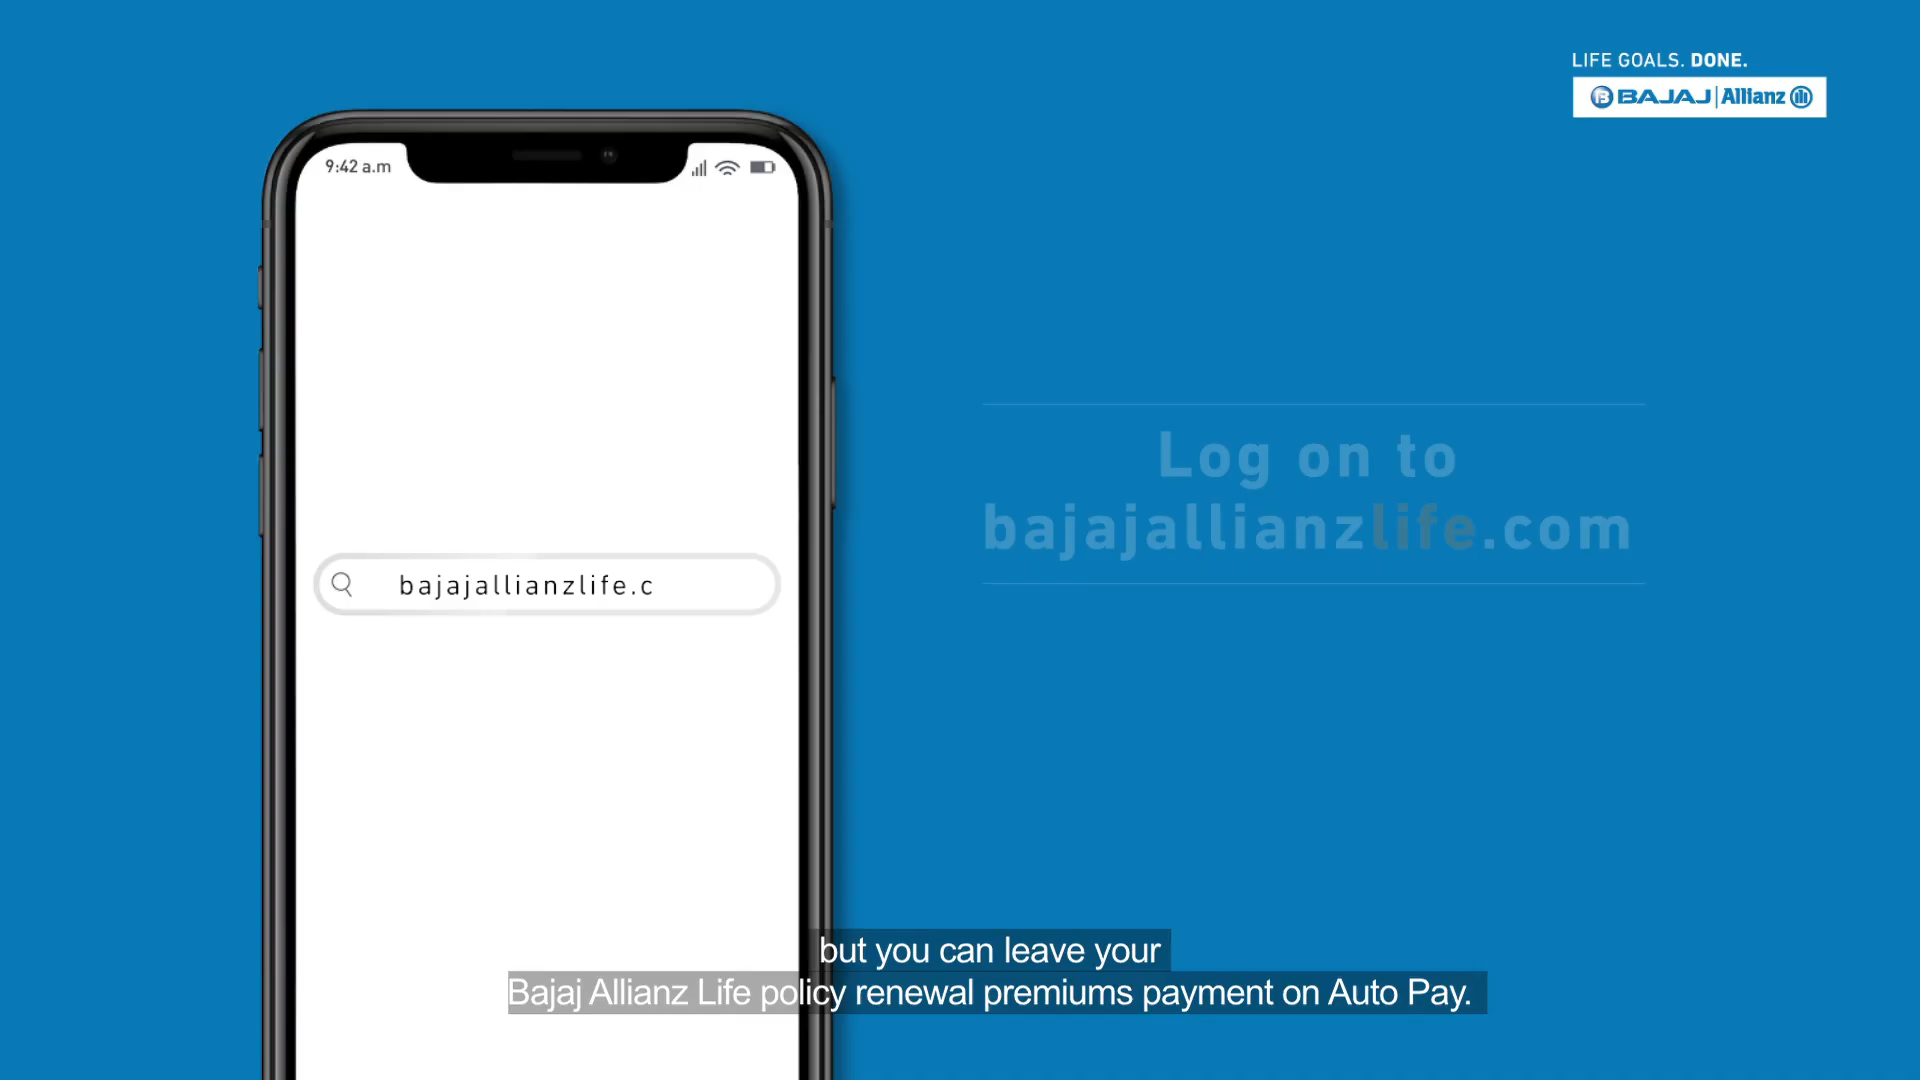 LIFE GOALS. DONE.
BAJAJ Allianz
9:42 a.m
Log on to
bajajallianzlife.com
bajajallianzlife.c
but you can leave your
Bajaj Allianz Life policy renewal premiums payment on Auto Pay.